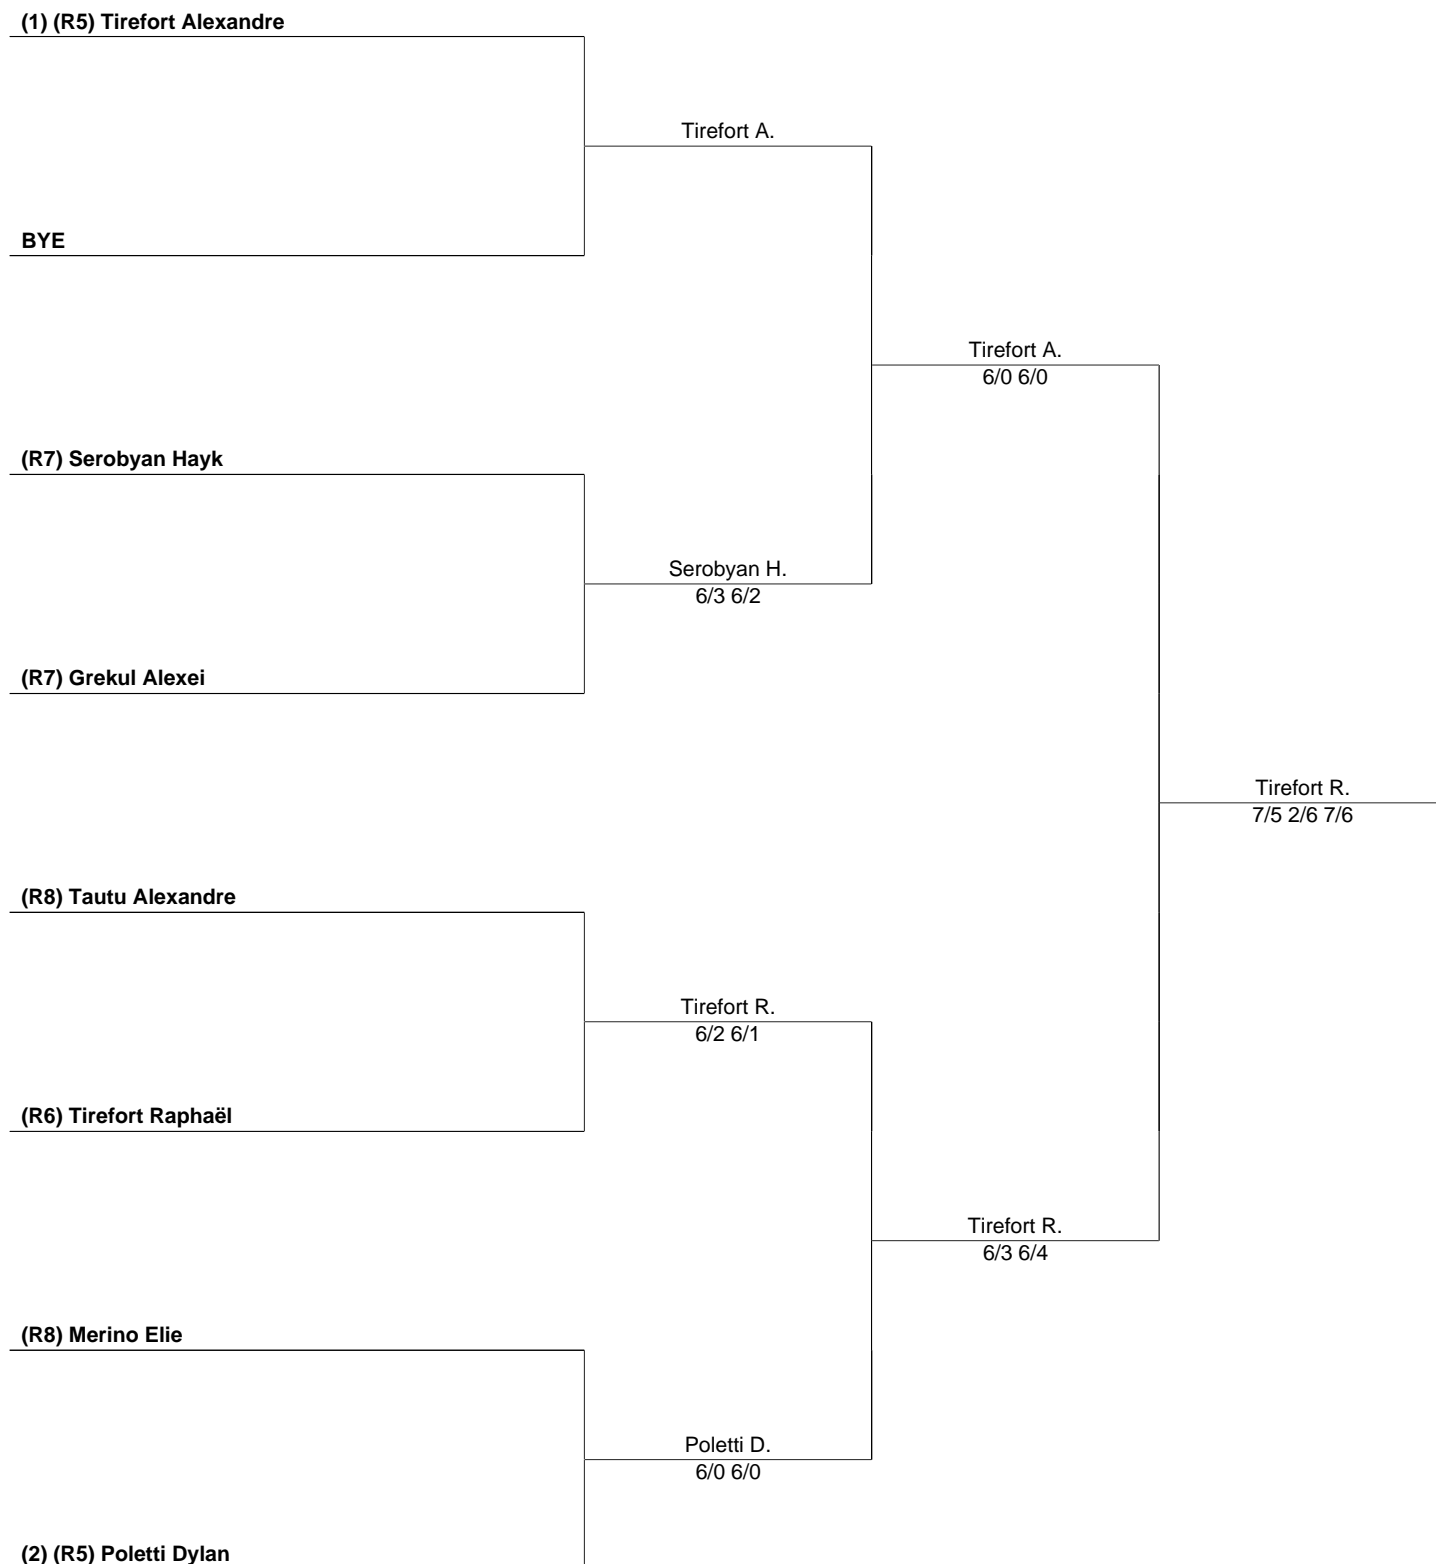 (1) (R5) Tirefort Alexandre
Tirefort A.
BYE
Tirefort A.
6/0 6/0
(R7) Serobyan Hayk
Serobyan H.
6/3 6/2
(R7) Grekul Alexei
Tirefort R.
7/5 2/6 7/6
(R8) Tautu Alexandre
Tirefort R.
6/2 6/1
(R6) Tirefort Raphaël
Tirefort R.
6/3 6/4
(R8) Merino Elie
Poletti D.
6/0 6/0
(2) (R5) Poletti Dylan